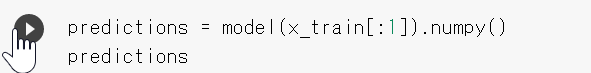 predictions = model(x_train[:1]).numpy()
predictions